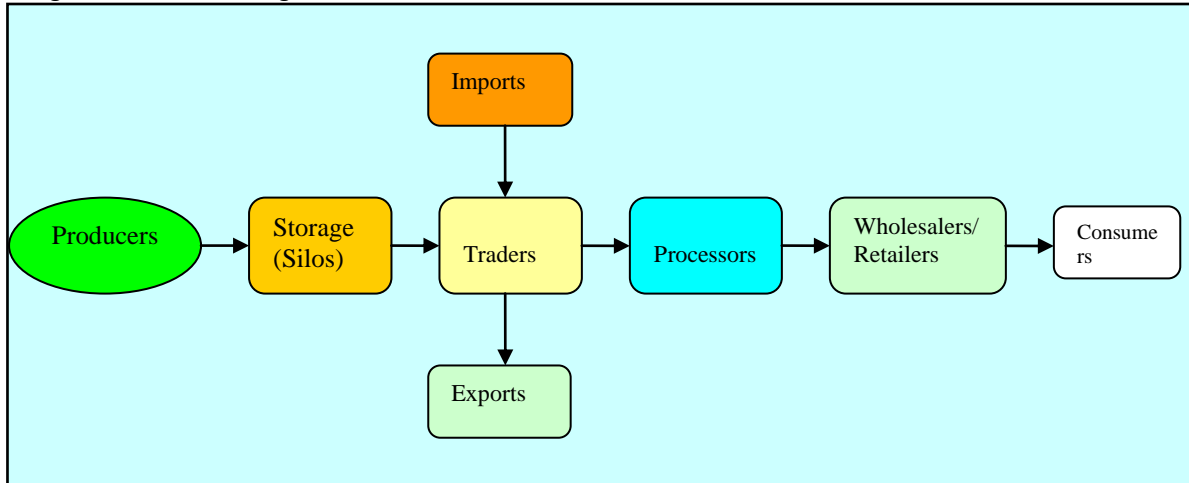 Imports
Producers
Storage
(Silos)
Traders
Processors
Wholesalers/
Retailers
Consume
rs
Exports